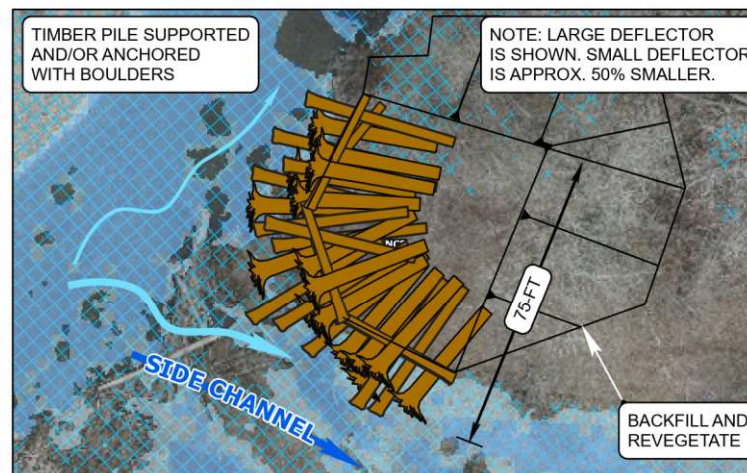 TIMBER PILE SUPPORTED
AND/OR ANCHORED
WITH BOULDERS
NOTE: LARGE DEFLECTOR
IS SHOWN. SMALL DEFLECTOR
IS APPROX. 50% SMALLER.
75-FT
SIDE CHANNEL
BACKFILL AND
REVEGETATE